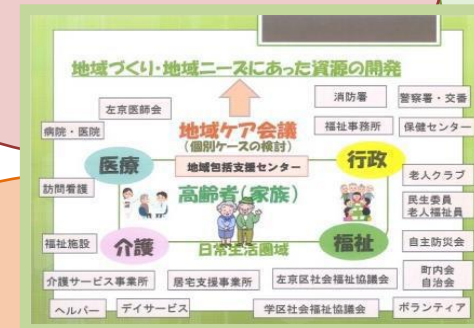 地域づくり・地域ニーズにあった資源の開発
消防署
警察署・交番
左京医師会
病院・医院
地域ケア会議
(個別ケースの検討)
福祉事務所
保健センター
医療
地域包括支援センター
行政
老人クラブ
訪問看護
高齢者(家族)
民生委員
老人福祉員
福祉施設
介護
日常生活圏域
福祉
自主防災会
介護サービス事業所
居宅支援事業所
左京区社会福祉協議会
町内会
自治会
ヘルパー
デイサービス
学区社会福祉協議会
ボランティア